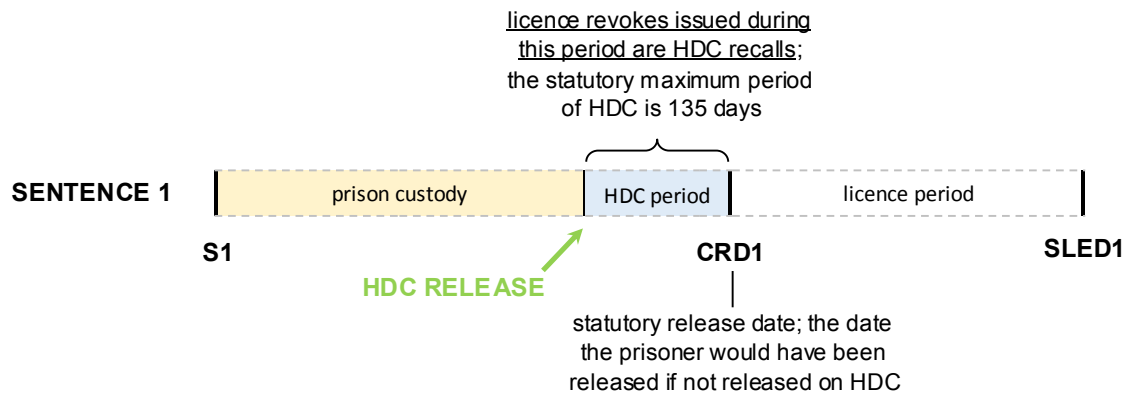 licence revokes issued during
this period are HDC recalls;
the statutory maximum period
of HDC is 135 days
SENTENCE 1
prison custody
HDC period
licence period
S1
CRD1
SLED1
HDC RELEASE
statutory release date; the date
the prisoner would have been
released if not released on HDC